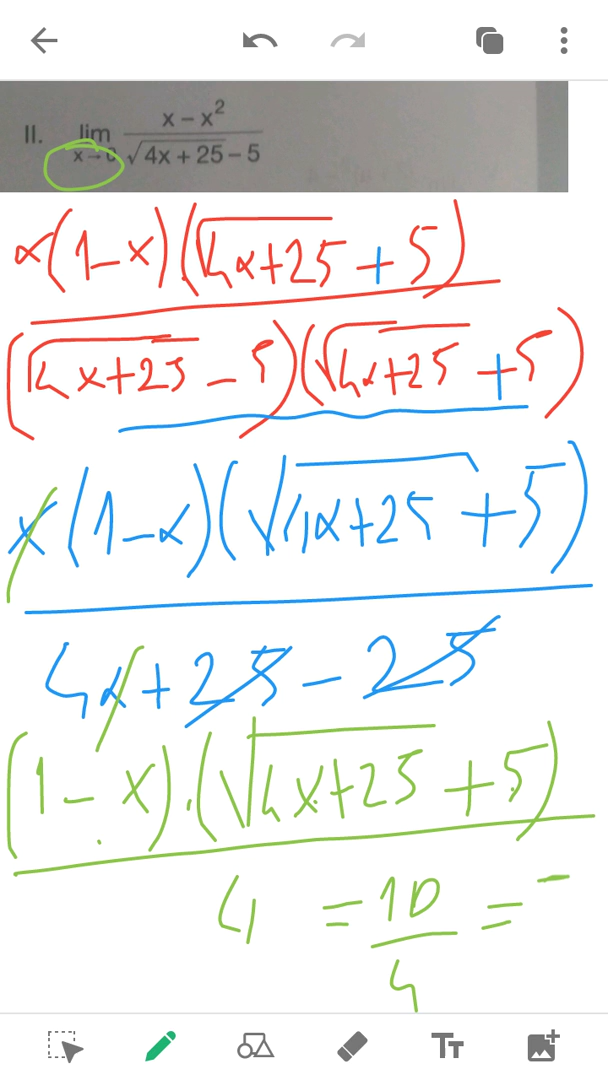 II. lim x - x²
x → 0 √4x + 25 - 5
x(1-x)(√4x+25 + 5)
(√4x+25 - 5)(√4x+25 + 5)
x(1-x)(√4x+25 + 5)
4x+25-25
(1-x).(√4x+25 + 5)
4 = 10 = -
4
TT